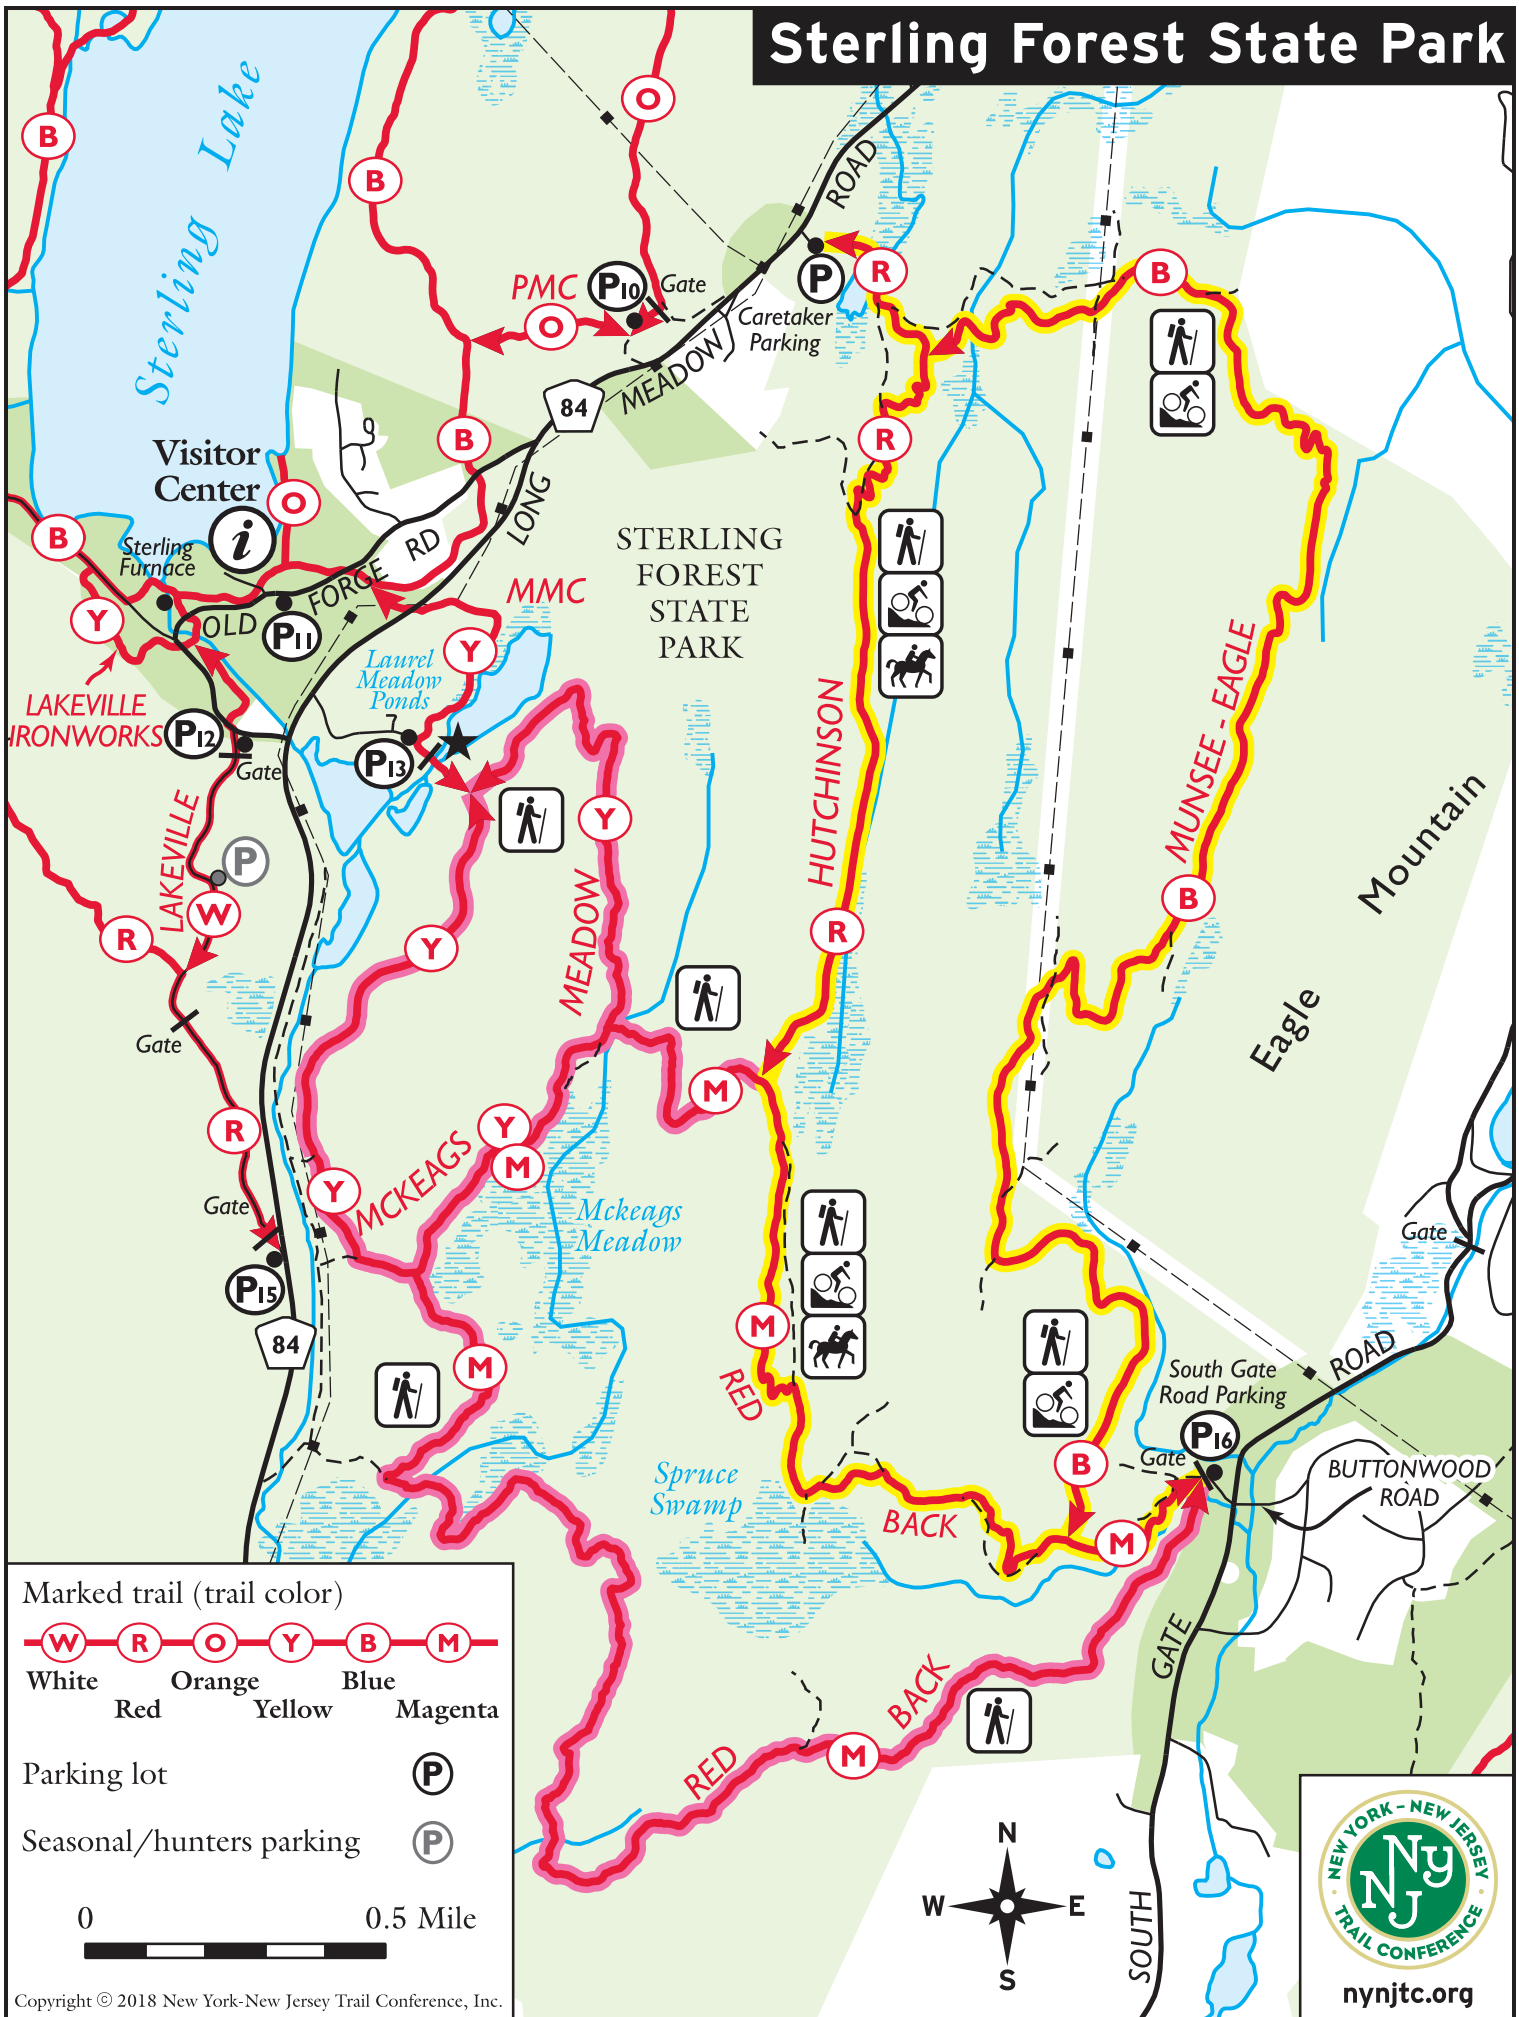 Sterling Forest State Park
Sterling Lake
B
B
O
ROAD
R
B
PMC
P10
Gate
O
P
Caretaker
Parking
MEADOW
84
B
R
Visitor
Center
O
i
B
LONG
Sterling
Furnace
RD
FORGE
OLD
P11
MMC
STERLING
FOREST
STATE
PARK
Y
Y
Laurel
Meadow
Ponds
LAKEVILLE
IRONWORKS
P12
Gate
P13
HUTCHINSON
MUNSEE - EAGLE
Y
LAKEVILLE
P
W
R
Y
MEADOW
R
B
Eagle Mountain
Gate
M
R
Y
M
MCKEAGS
Y
Gate
Mckeags
Meadow
Gate
P15
84
M
M
RED
South Gate
Road Parking
ROAD
P16
Gate
B
BUTTONWOOD
ROAD
Spruce
Swamp
BACK
M
GATE
BACK
RED
M
SOUTH
Marked trail (trail color)
W R O Y B M
White Orange Blue
Red Yellow Magenta
Parking lot P
Seasonal/hunters parking P
0 0.5 Mile
Copyright © 2018 New York-New Jersey Trail Conference, Inc.
N
W E
S
NEW YORK - NEW JERSEY
NY
NJ
TRAIL CONFERENCE
nynjtc.org